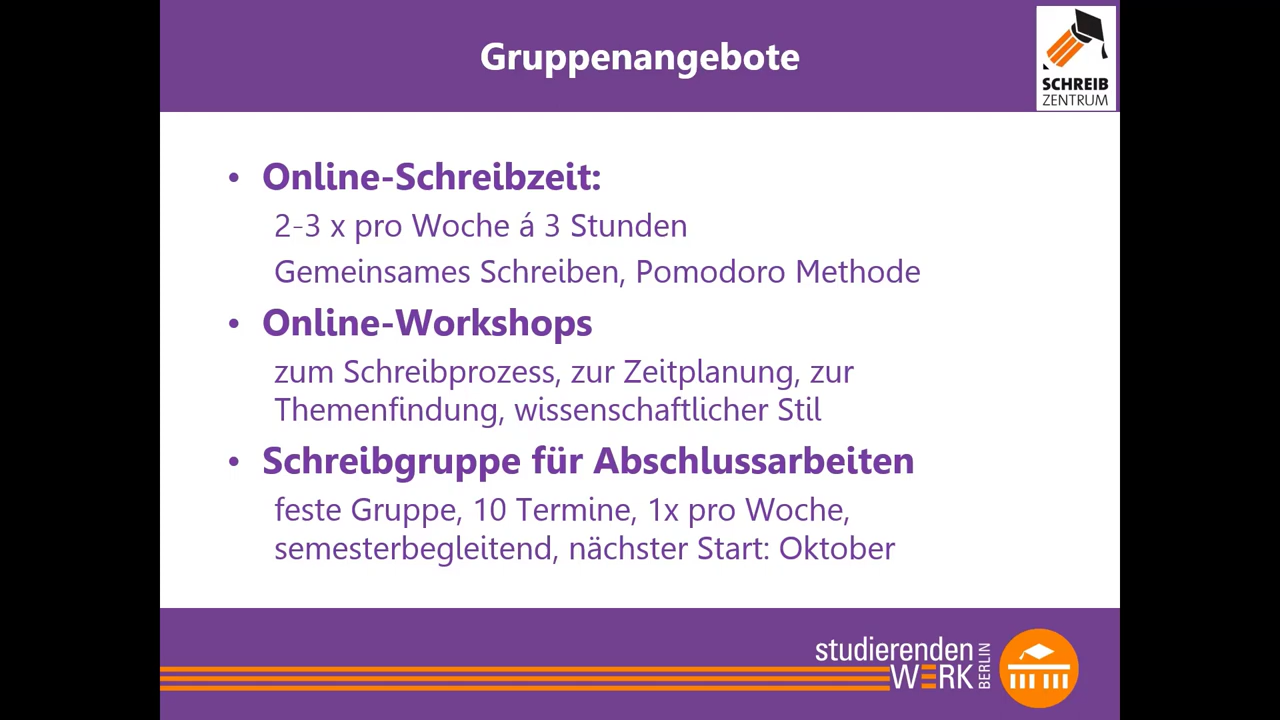 Gruppenangebote
SCHREIB
ZENTRUM
• Online-Schreibzeit:
2-3 x pro Woche á 3 Stunden
Gemeinsames Schreiben, Pomodoro Methode
• Online-Workshops
zum Schreibprozess, zur Zeitplanung, zur
Themenfindung, wissenschaftlicher Stil
• Schreibgruppe für Abschlussarbeiten
feste Gruppe, 10 Termine, 1x pro Woche,
semesterbegleitend, nächster Start: Oktober
studierenden
WERK
BERLIN